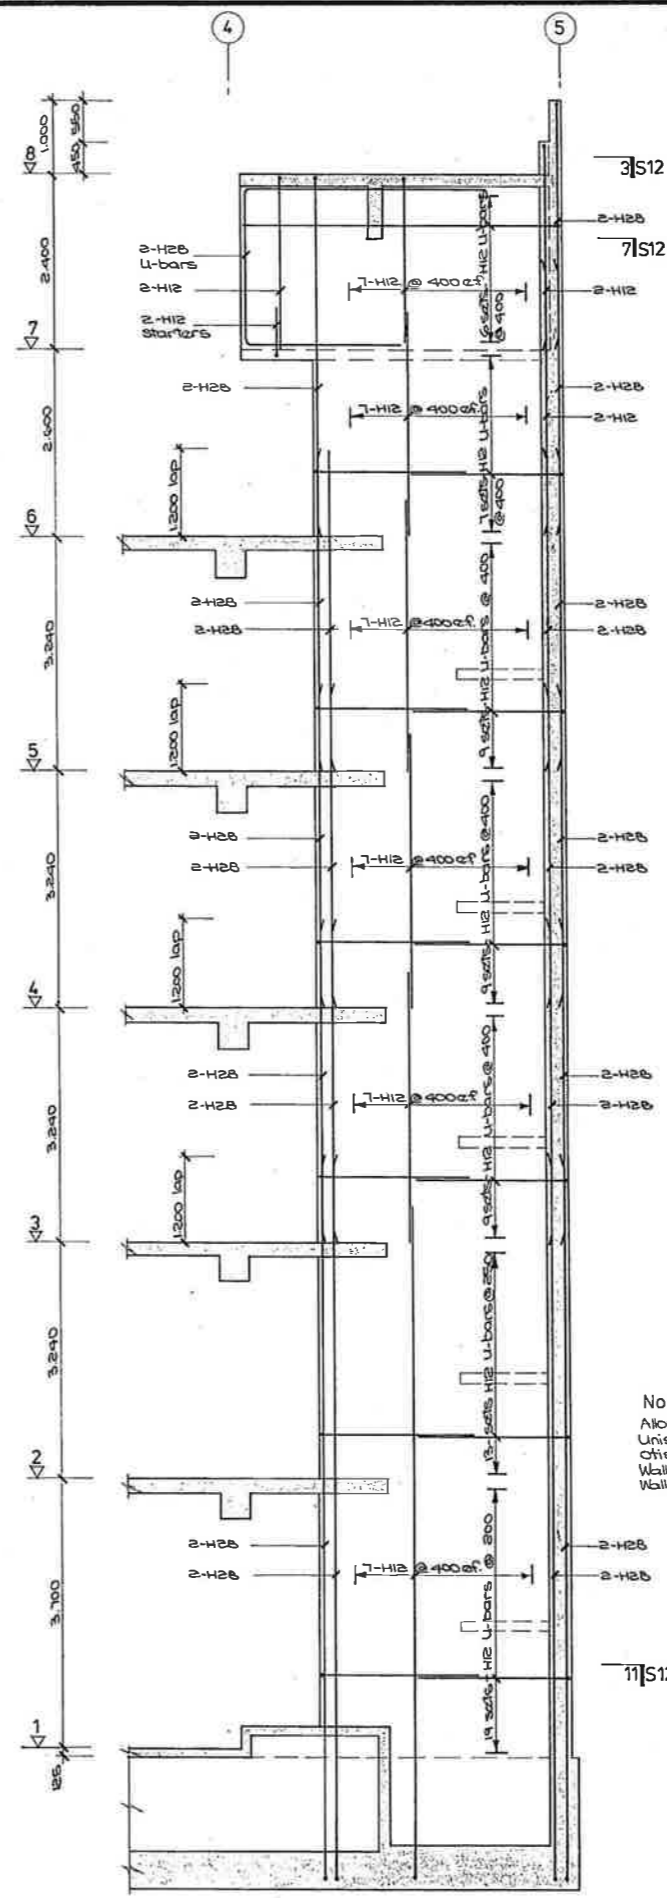 4
5
1.000
550
450
8
3|S12
2-H28
2-H28
U-bars
7|S12
6 sets H12 U-bars
@ 400
2.400
2-H12
7-H12 @ 400 ef.
2-H12
2-H12
starters
7
2-H28
2-H28
7-H12 @ 400 ef.
2-H12
2.600
7 sets H12 U-bars
@ 400
1.200 lap
6
2-H28
2-H28
2-H28
7-H12 @ 400 ef.
2-H28
9 sets H12 U-bars @ 400
3.240
1.200 lap
5
2-H28
2-H28
2-H28
7-H12 @ 400 ef.
2-H28
9 sets H12 U-bars @ 400
3.240
1.200 lap
4
2-H28
2-H28
2-H28
7-H12 @ 400 ef.
2-H28
9 sets H12 U-bars @ 400
3.240
1.200 lap
3
3.240
13-sets H12 U-bars @ 250
No
Wall
Wall
2
2-H28
2-H28
2-H28
7-H12 @ 400 ef.
2-H28
19 sets H12 U-bars @ 200
3.700
11|S12
1
125